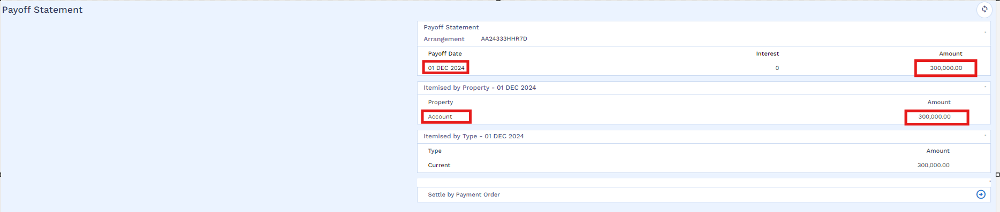 Payoff Statement
Payoff Statement
Arrangement AA24333HHR7D
Payoff Date Interest Amount
01 DEC 2024 0 300,000.00
Itemised by Property - 01 DEC 2024
Property Amount
Account 300,000.00
Itemised by Type - 01 DEC 2024
Type Amount
Current 300,000.00
Settle by Payment Order